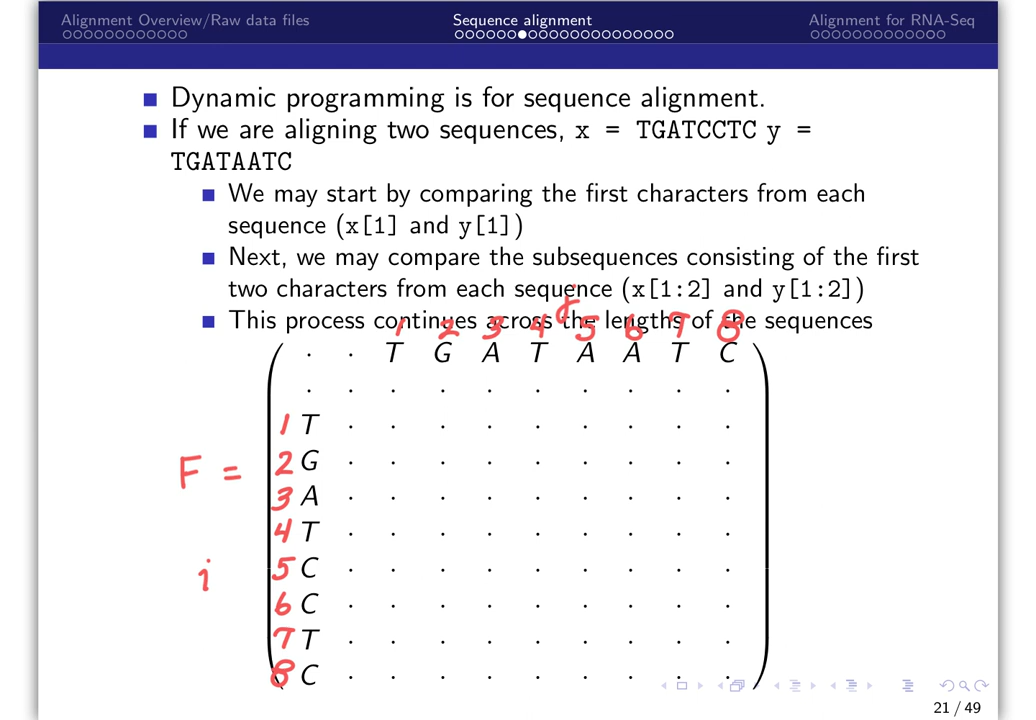 Alignment Overview/Raw data files Sequence alignment Alignment for RNA-Seq
Dynamic programming is for sequence alignment.
If we are aligning two sequences, x = TGATCCTC y =
TGATAATC
We may start by comparing the first characters from each
sequence (x[1] and y[1])
Next, we may compare the subsequences consisting of the first
two characters from each sequence (x[1:2] and y[1:2])
This process continues across the lengths of the sequences
1 2 3 4 5 6 7 8
. . T G A T A A T C
. . . . . . . . . .
1 T . . . . . . . . .
2 G . . . . . . . . .
F =
3 A . . . . . . . . .
4 T . . . . . . . . .
i
5 C . . . . . . . . .
6 C . . . . . . . . .
7 T . . . . . . . . .
8 C . . . . . . . . .
21 / 49